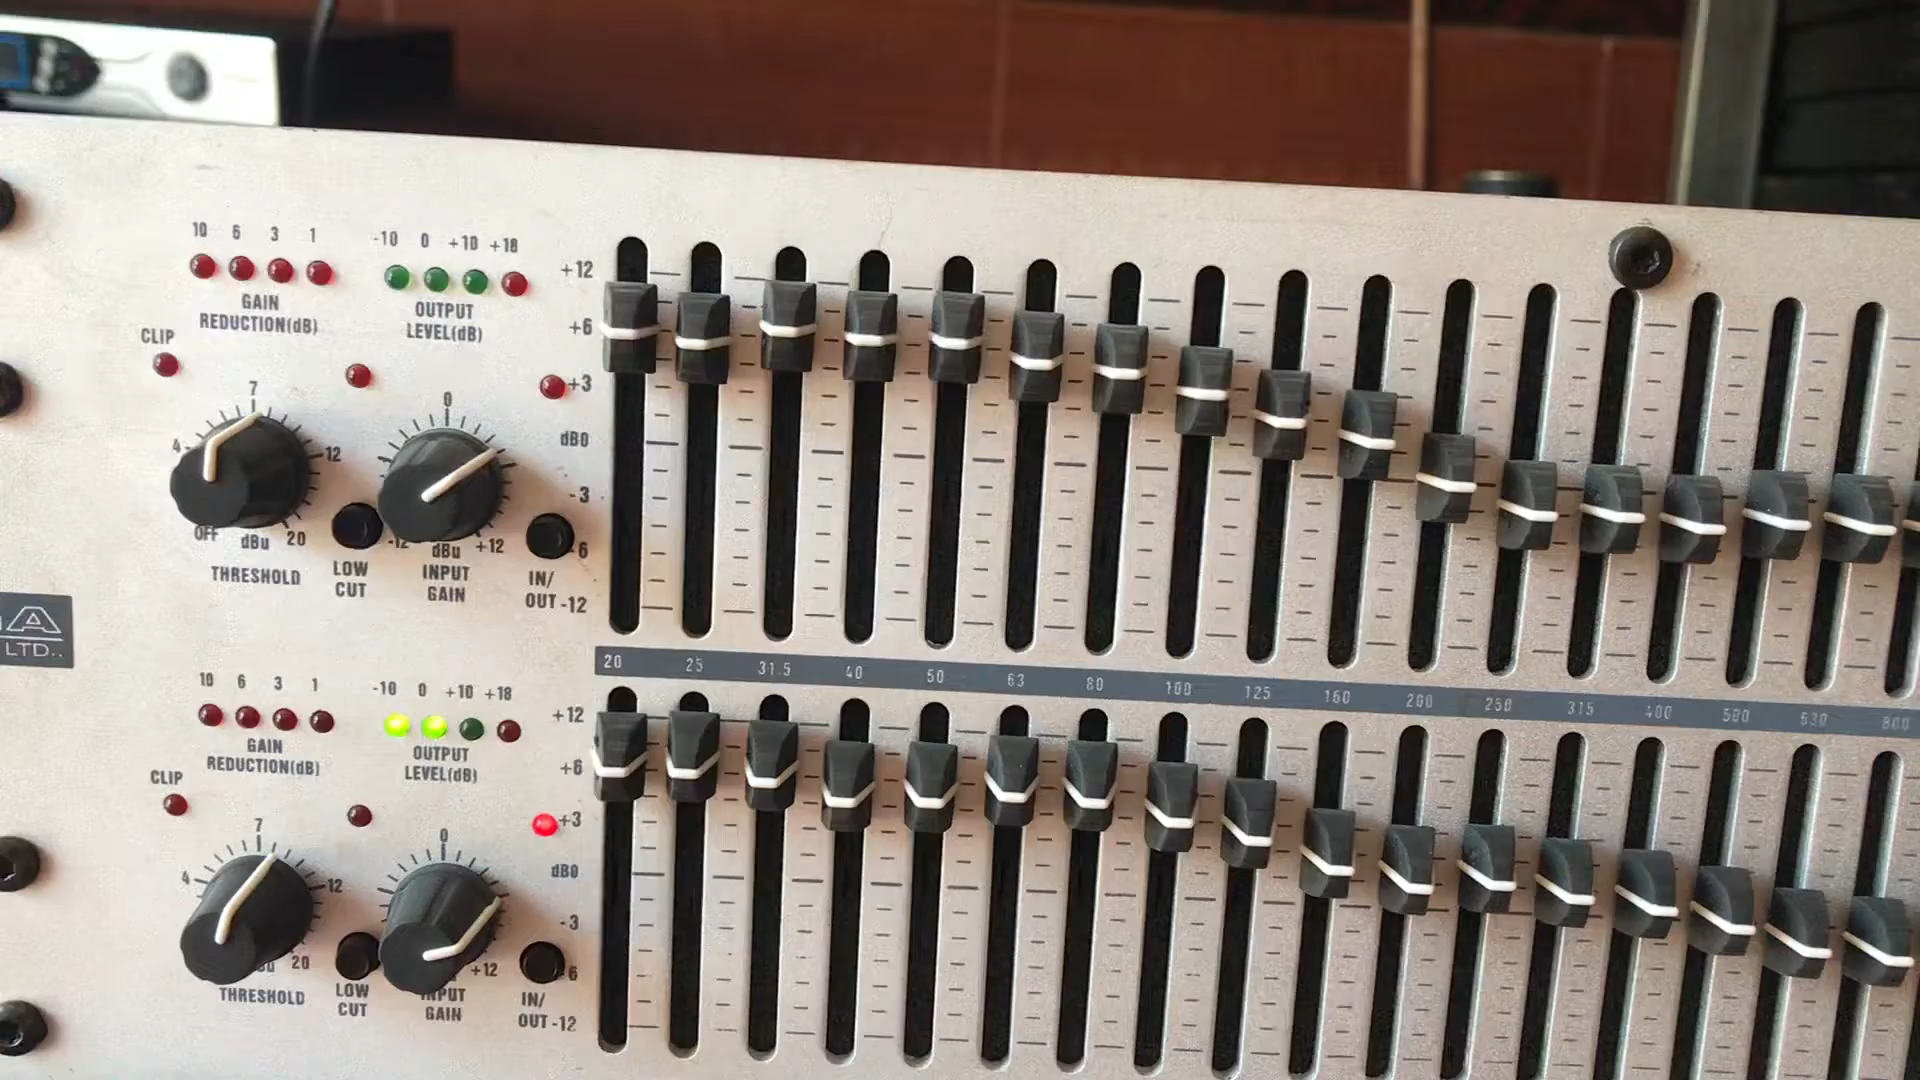 10 6 3 1
-10 0 +10 +18
GAIN
REDUCTION(dB)
OUTPUT
LEVEL(dB)
CLIP
+12
+6
+3
dB0
-3
-6
-12
7
4
12
OFF
dBu
20
THRESHOLD
LOW
CUT
0
-12
dBu
+12
INPUT
GAIN
IN/
OUT
LTD..
20 25 31.5 40 50 63 80 100 125 160 200 250 315 400 500 630 800
10 6 3 1
-10 0 +10 +18
GAIN
REDUCTION(dB)
OUTPUT
LEVEL(dB)
CLIP
+12
+6
+3
dB0
-3
6
-12
7
4
12
20
THRESHOLD
LOW
CUT
0
+12
INPUT
GAIN
IN/
OUT